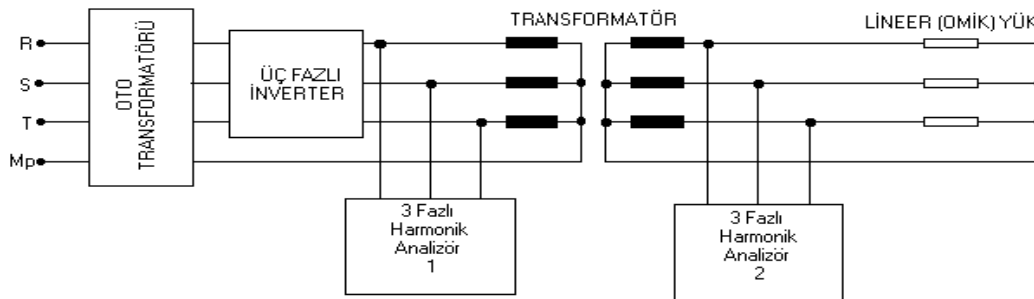 TRANSFORMATÖR
LİNEER (OMİK) YÜK
R
S
T
Mp
OTO
TRANSFORMATÖRÜ
ÜÇ FAZLI
İNVERTER
3 Fazlı
Harmonik
Analizör
1
3 Fazlı
Harmonik
Analizör
2